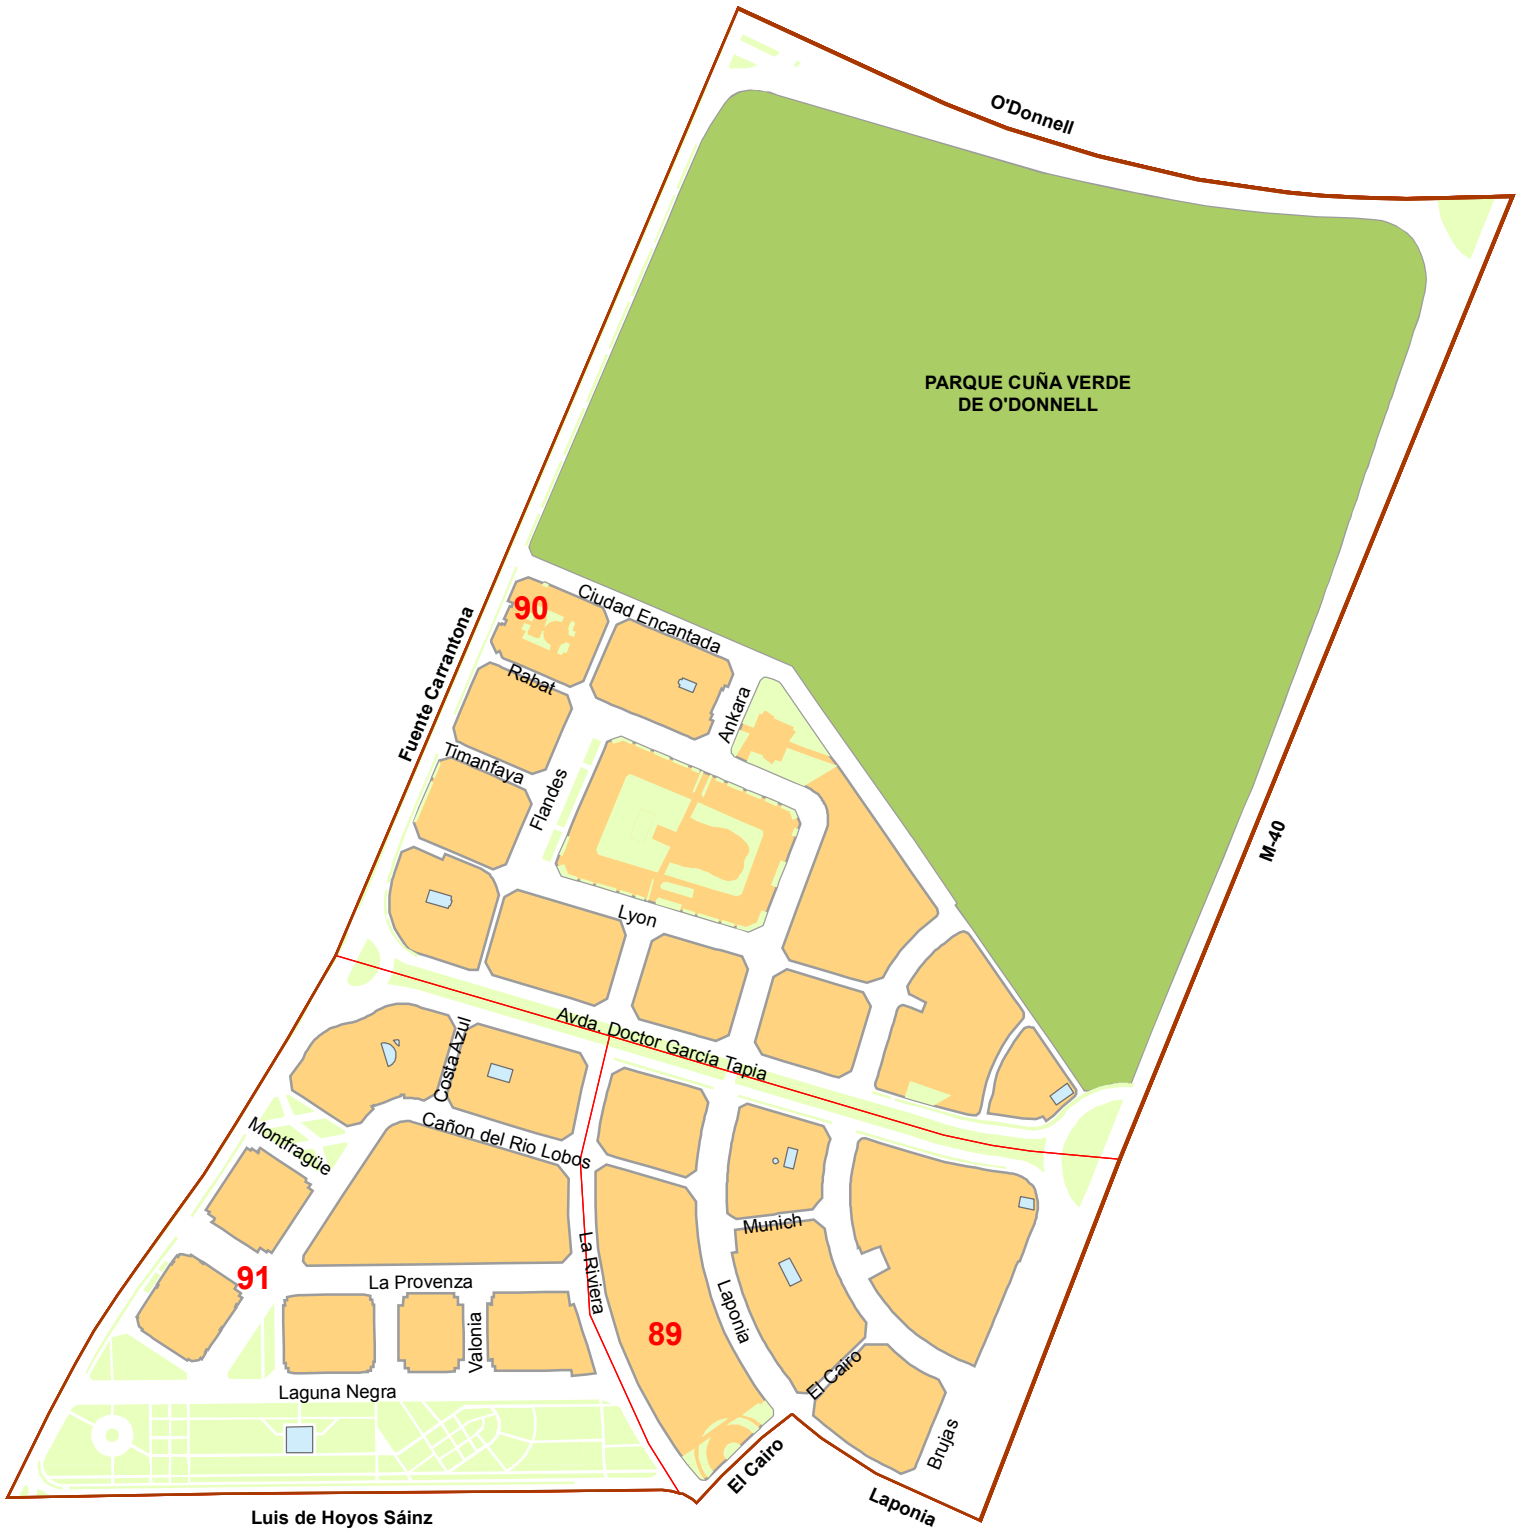 O'Donnell
PARQUE CUÑA VERDE
DE O'DONNELL
Ciudad Encantada
90
Fuente Carrantona
Rabat
Ankara
Timanfaya
Flandes
M-40
Lyon
Avda. Doctor García Tapia
Costa Azul
Cañon del Rio Lobos
Montfragüe
Munich
La Riviera
91
La Provenza
Laponia
89
Valonia
El Cairo
Laguna Negra
Brujas
El Cairo
Laponia
Luis de Hoyos Sáinz